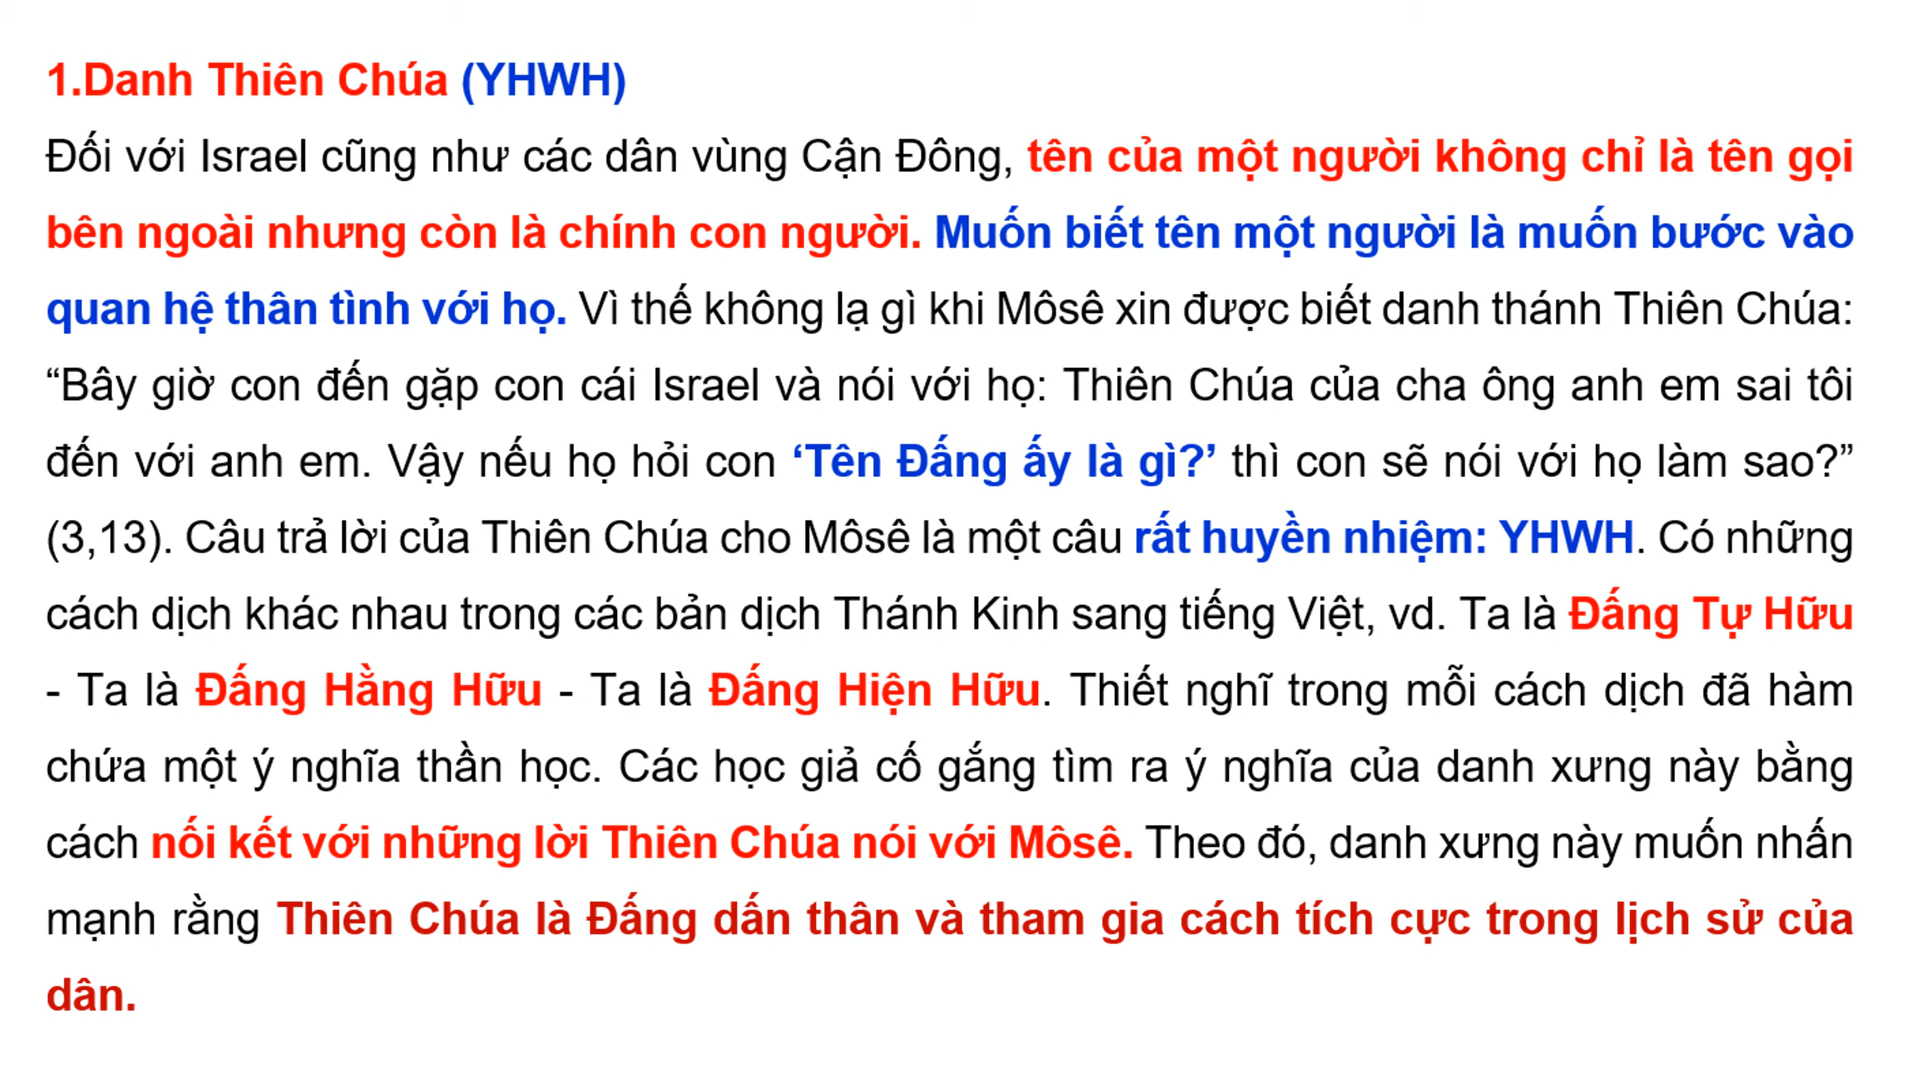 1.Danh Thiên Chúa (YHWH)
Đối với Israel cũng như các dân vùng Cận Đông, tên của một người không chỉ là tên gọi
bên ngoài nhưng còn là chính con người. Muốn biết tên một người là muốn bước vào
quan hệ thân tình với họ. Vì thế không lạ gì khi Môsê xin được biết danh thánh Thiên Chúa:
“Bây giờ con đến gặp con cái Israel và nói với họ: Thiên Chúa của cha ông anh em sai tôi
đến với anh em. Vậy nếu họ hỏi con ‘Tên Đấng ấy là gì?’ thì con sẽ nói với họ làm sao?”
(3,13). Câu trả lời của Thiên Chúa cho Môsê là một câu rất huyền nhiệm: YHWH. Có những
cách dịch khác nhau trong các bản dịch Thánh Kinh sang tiếng Việt, vd. Ta là Đấng Tự Hữu
- Ta là Đấng Hằng Hữu - Ta là Đấng Hiện Hữu. Thiết nghĩ trong mỗi cách dịch đã hàm
chứa một ý nghĩa thần học. Các học giả cố gắng tìm ra ý nghĩa của danh xưng này bằng
cách nối kết với những lời Thiên Chúa nói với Môsê. Theo đó, danh xưng này muốn nhấn
mạnh rằng Thiên Chúa là Đấng dấn thân và tham gia cách tích cực trong lịch sử của
dân.